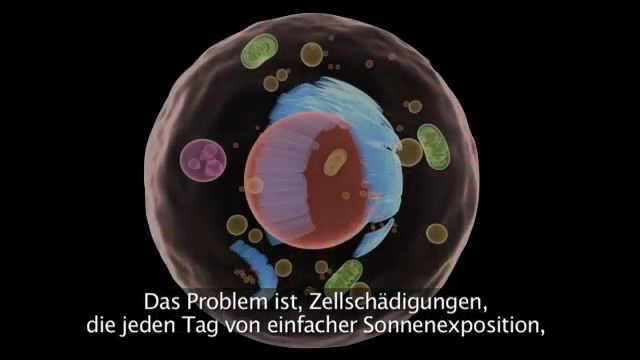 Das Problem ist, Zellschädigungen,
die jeden Tag von einfacher Sonnenexposition,